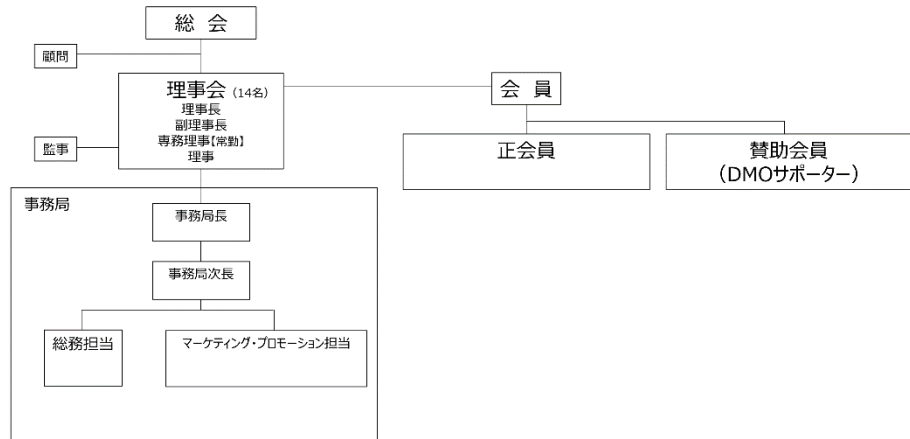 総 会
顧問
理事会（14名）
理事長
副理事長
専務理事【常勤】
理事
監事
会 員
正会員
賛助会員
（DMOサポーター）
事務局
事務局長
事務局次長
総務担当
マーケティング・プロモーション担当